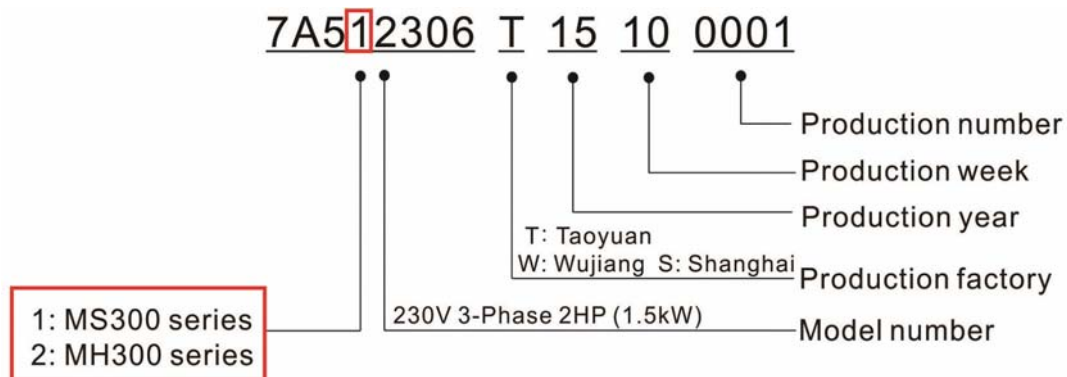 7A512306 T 15 10 0001
Production number
Production week
Production year
T: Taoyuan
W: Wujiang S: Shanghai
Production factory
230V 3-Phase 2HP (1.5kW)
Model number
1: MS300 series
2: MH300 series